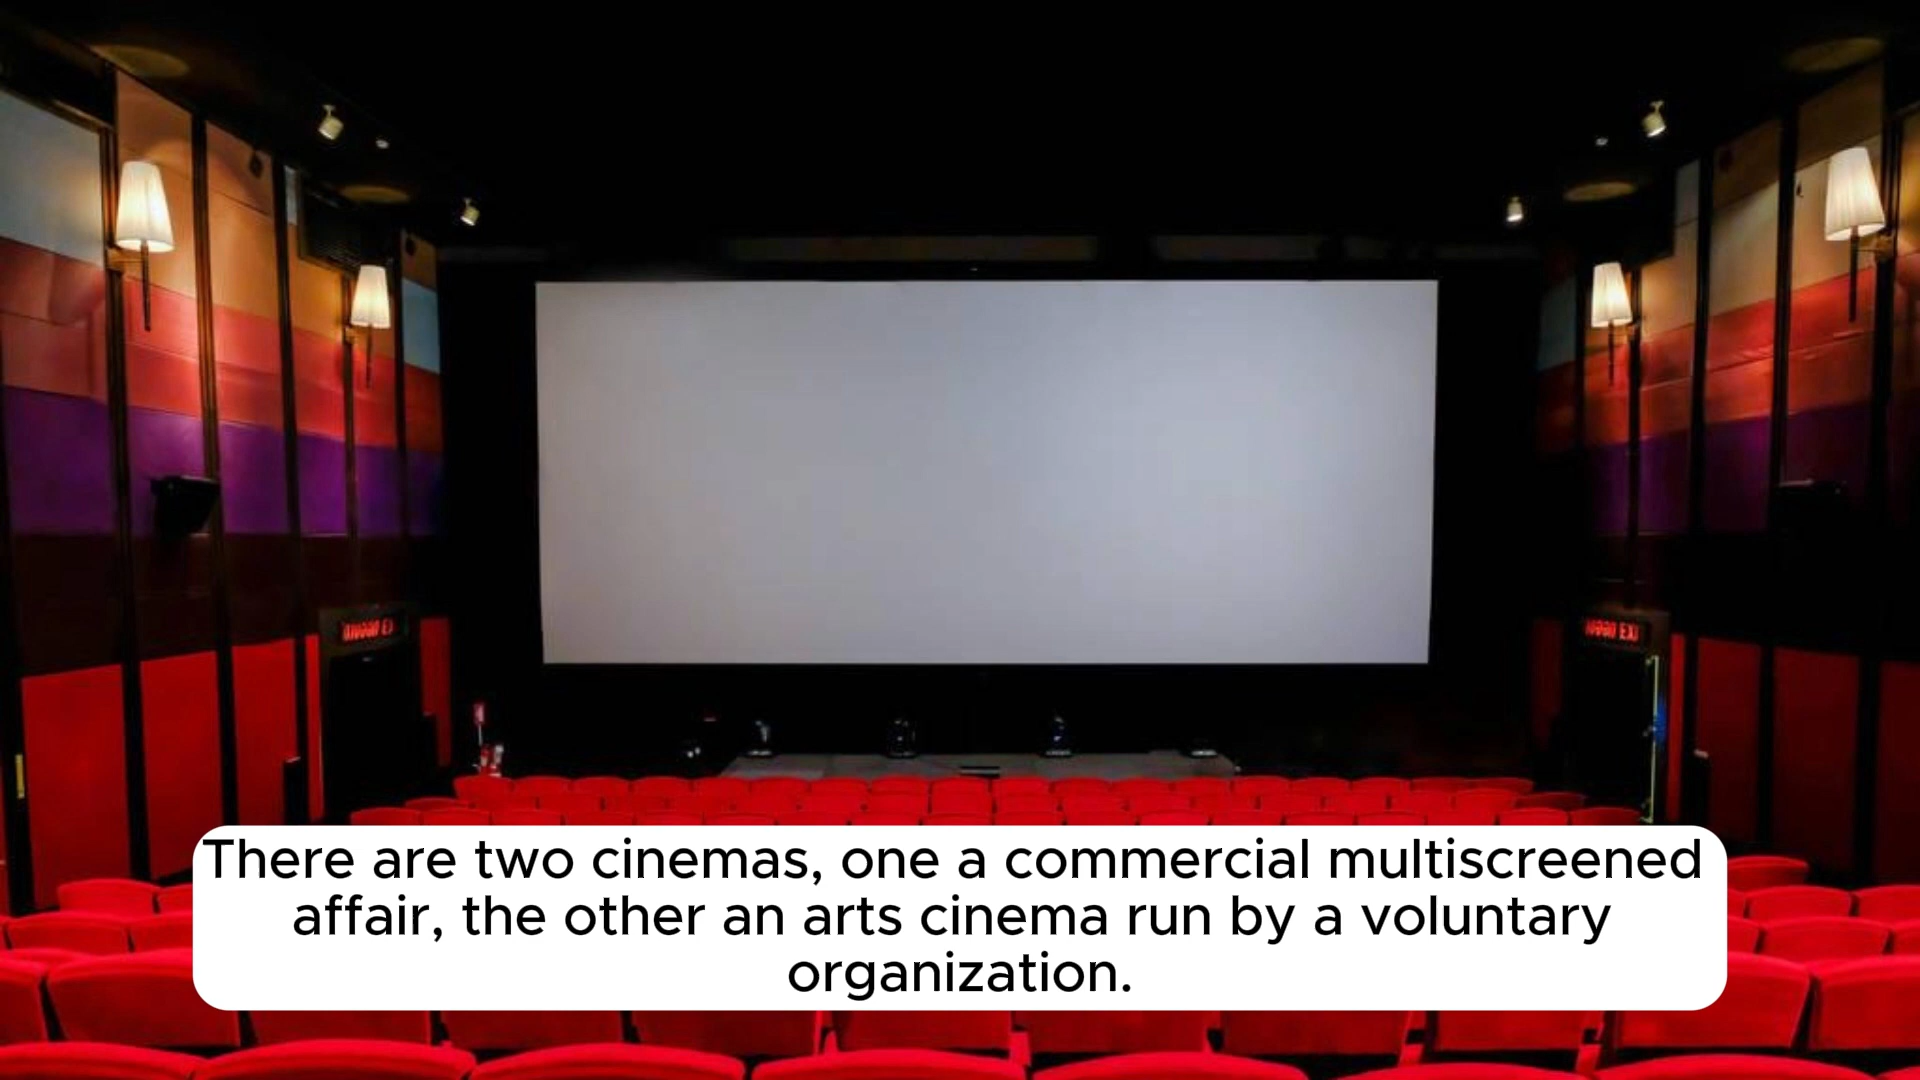 There are two cinemas, one a commercial multiscreened
affair, the other an arts cinema run by a voluntary
organization.